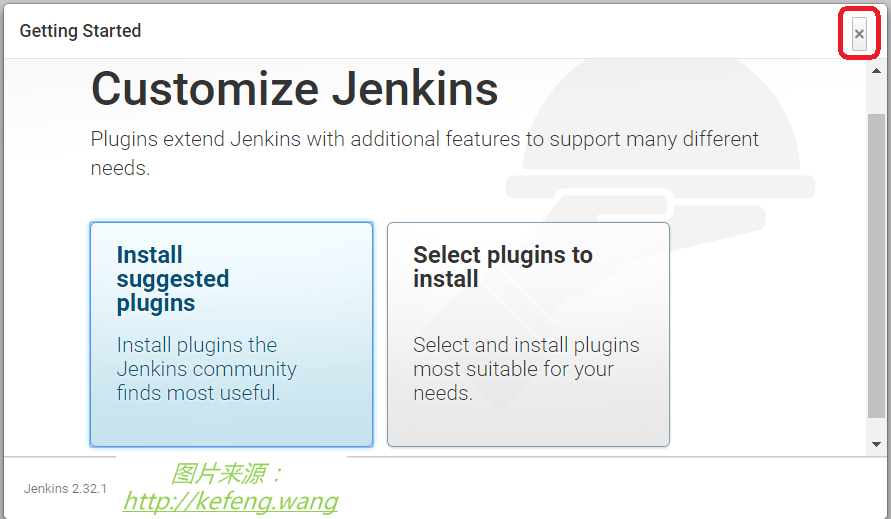 Getting Started
×
Customize Jenkins
Plugins extend Jenkins with additional features to support many different
needs.
Install
suggested
plugins
Install plugins the
Jenkins community
finds most useful.
Select plugins to
install
Select and install plugins
most suitable for your
needs.
Jenkins 2.32.1
图片来源：
http://kefeng.wang